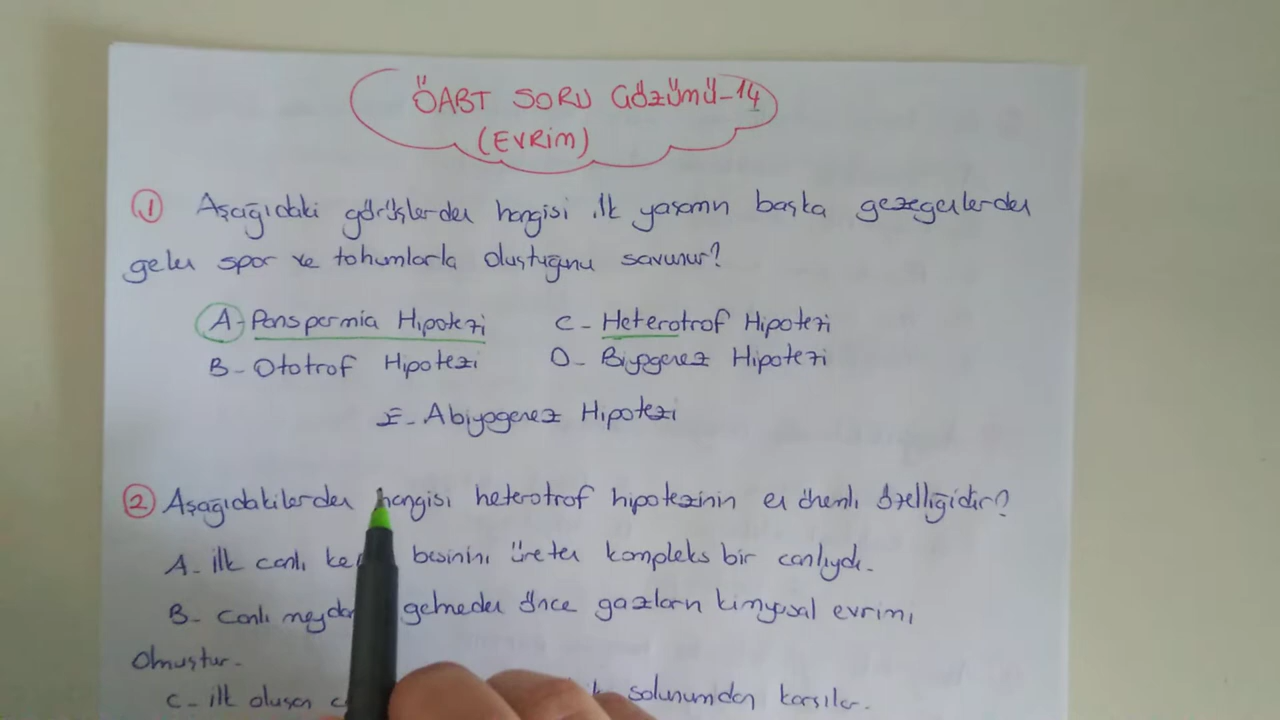 ÖABT SORU Çözümü-14
(EVRİM)
1 Aşağıdaki görüşlerden hangisi ilk yaşamın başka gezegenlerden
gelen spor ve tohumlarla oluştuğunu savunur?
A- Panspermia Hipotezi C- Heterotrof Hipotezi
B- Ototrof Hipotezi D- Biyogenez Hipotezi
E- Abiyogenez Hipotezi
2 Aşağıdakilerden hangisi heterotrof hipotezinin en önemli özelliğidir?
A- ilk canlı besinini üreten kompleks bir canlıydı.
B- Canlı gelmeden önce gazların kimyasal evrimi
Olmuştur-
C- ilk oluşan solunumdan karşılar.